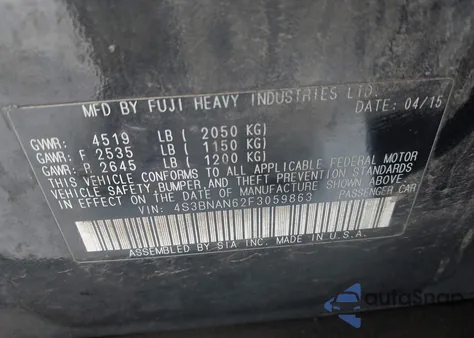 MFD BY FUJI HEAVY INDUSTRIES LTD.
DATE: 04/15
GVWR: 4519 LB ( 2050 KG)
GAWR: F 2535 LB ( 1150 KG)
GAWR: R 2645 LB ( 1200 KG)
THIS VEHICLE CONFORMS TO ALL APPLICABLE FEDERAL MOTOR
VEHICLE SAFETY, BUMPER, AND THEFT PREVENTION STANDARDS
IN EFFECT ON THE DATE OF MANUFACTURE SHOWN ABOVE.
VIN: 4S3BNAN62F3059863 PASSENGER CAR
ASSEMBLED BY SIA INC. MADE IN U.S.A.
autoSnap